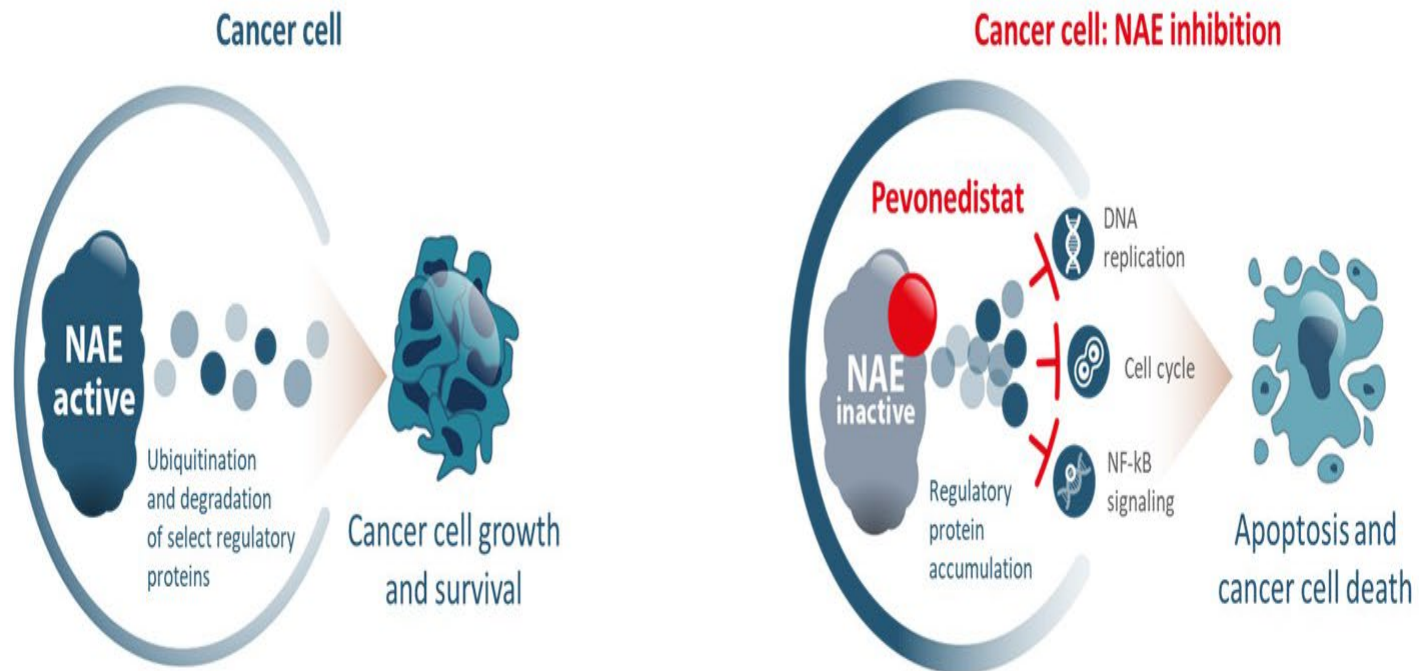 Cancer cell
NAE
active
Ubiquitination
and degradation
of select regulatory
proteins
Cancer cell growth
and survival
Cancer cell: NAE inhibition
Pevonedistat
NAE
inactive
Regulatory
protein
accumulation
DNA
replication
Cell cycle
NF-kB
signaling
Apoptosis and
cancer cell death